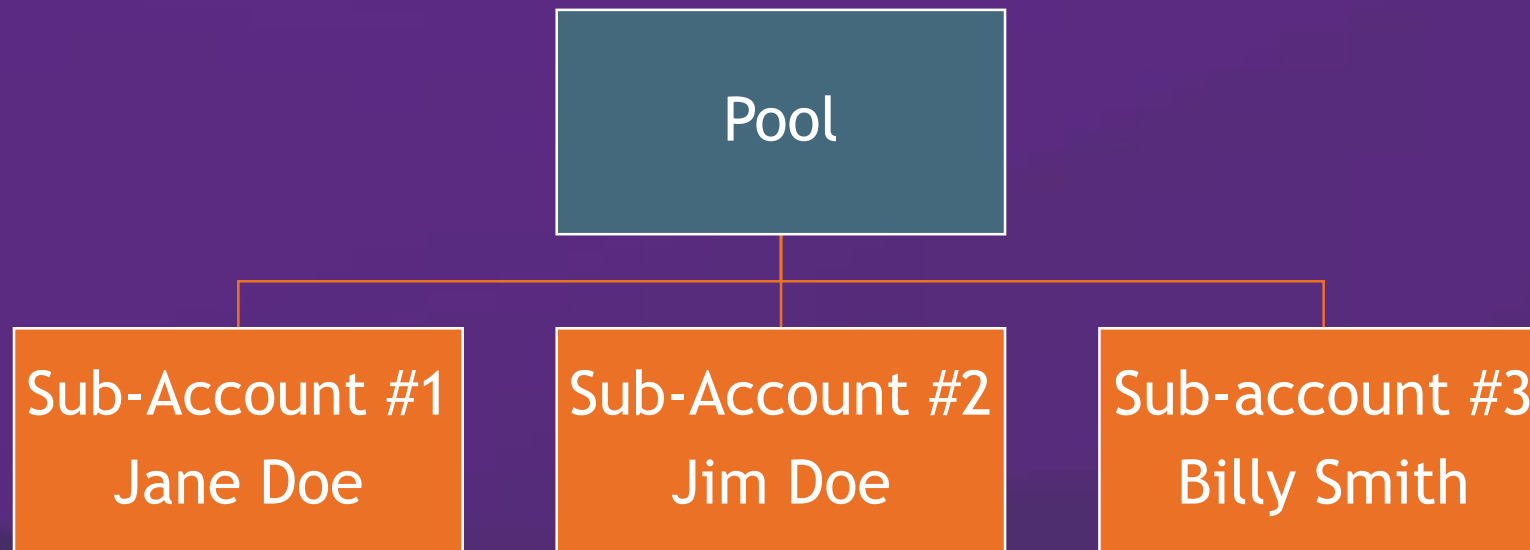 Pool
Sub-Account #1
Jane Doe
Sub-Account #2
Jim Doe
Sub-account #3
Billy Smith